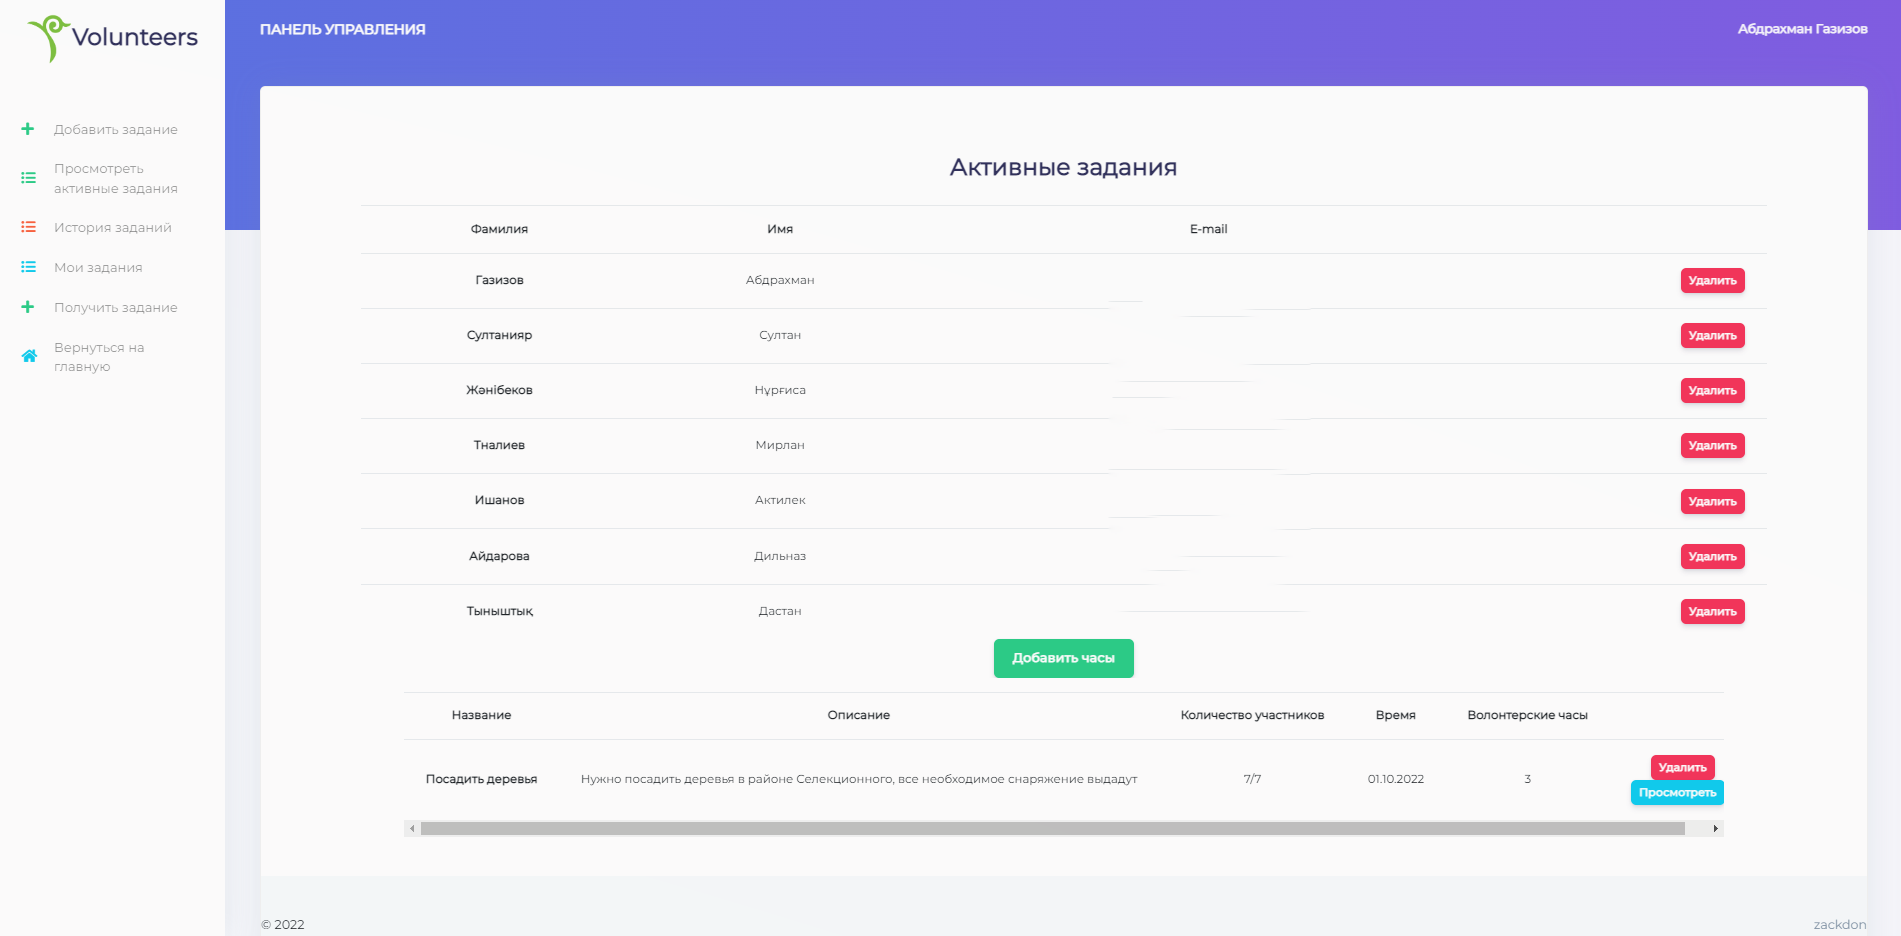 Volunteers
ПАНЕЛЬ УПРАВЛЕНИЯ
Абдрахман Газизов
Добавить задание
Просмотреть
активные задания
История заданий
Мои задания
Получить задание
Вернуться на
главную
Активные задания
Фамилия Имя E-mail
Газизов Абдрахман Удалить
Султанияр Султан Удалить
Жәнібеков Нұрғиса Удалить
Тналиев Мирлан Удалить
Ишанов Актилек Удалить
Айдарова Дильназ Удалить
Тыныштық Дастан Удалить
Добавить часы
Название Описание Количество участников Время Волонтерские часы
Посадить деревья Нужно посадить деревья в районе Селекционного, все необходимое снаряжение выдадут 7/7 01.10.2022 3 Удалить
Просмотреть
© 2022
zackdon